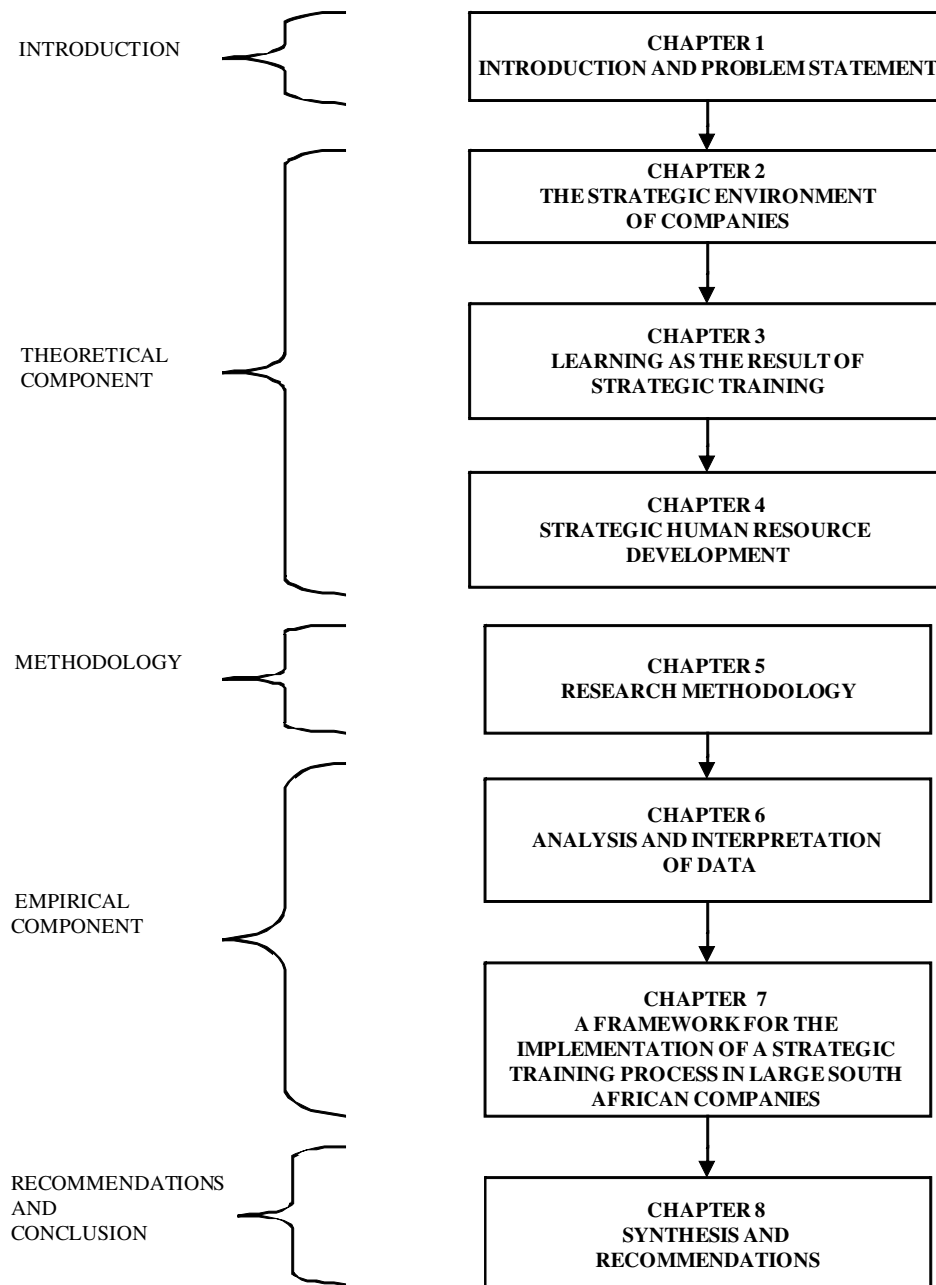 INTRODUCTION
CHAPTER 1
INTRODUCTION AND PROBLEM STATEMENT
CHAPTER 2
THE STRATEGIC ENVIRONMENT
OF COMPANIES
THEORETICAL
COMPONENT
CHAPTER 3
LEARNING AS THE RESULT OF
STRATEGIC TRAINING
CHAPTER 4
STRATEGIC HUMAN RESOURCE
DEVELOPMENT
METHODOLOGY
CHAPTER 5
RESEARCH METHODOLOGY
CHAPTER 6
ANALYSIS AND INTERPRETATION
OF DATA
EMPIRICAL
COMPONENT
CHAPTER 7
A FRAMEWORK FOR THE
IMPLEMENTATION OF A STRATEGIC
TRAINING PROCESS IN LARGE SOUTH
AFRICAN COMPANIES
RECOMMENDATIONS
AND
CONCLUSION
CHAPTER 8
SYNTHESIS AND
RECOMMENDATIONS